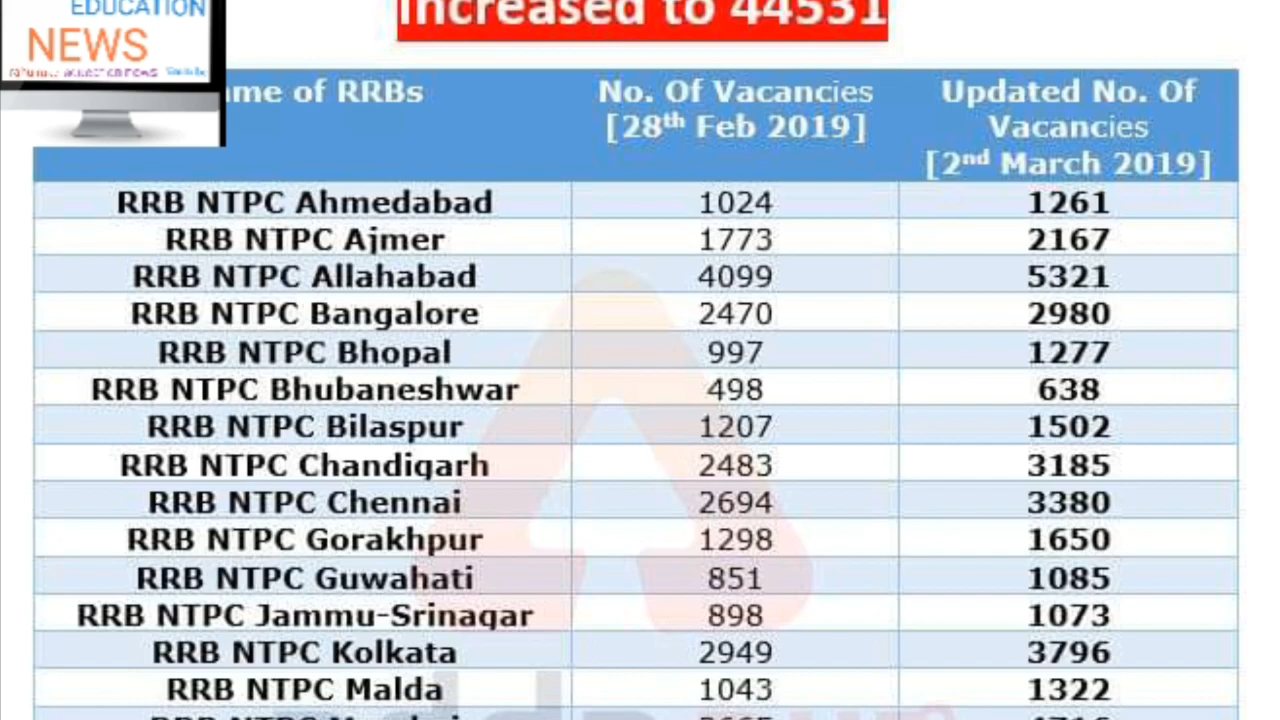 EDUCATION
NEWS
Increased to 44531
ame of RRBs No. Of Vacancies [28th Feb 2019] Updated No. Of Vacancies [2nd March 2019]
RRB NTPC Ahmedabad 1024 1261
RRB NTPC Ajmer 1773 2167
RRB NTPC Allahabad 4099 5321
RRB NTPC Bangalore 2470 2980
RRB NTPC Bhopal 997 1277
RRB NTPC Bhubaneshwar 498 638
RRB NTPC Bilaspur 1207 1502
RRB NTPC Chandigarh 2483 3185
RRB NTPC Chennai 2694 3380
RRB NTPC Gorakhpur 1298 1650
RRB NTPC Guwahati 851 1085
RRB NTPC Jammu-Srinagar 898 1073
RRB NTPC Kolkata 2949 3796
RRB NTPC Malda 1043 1322